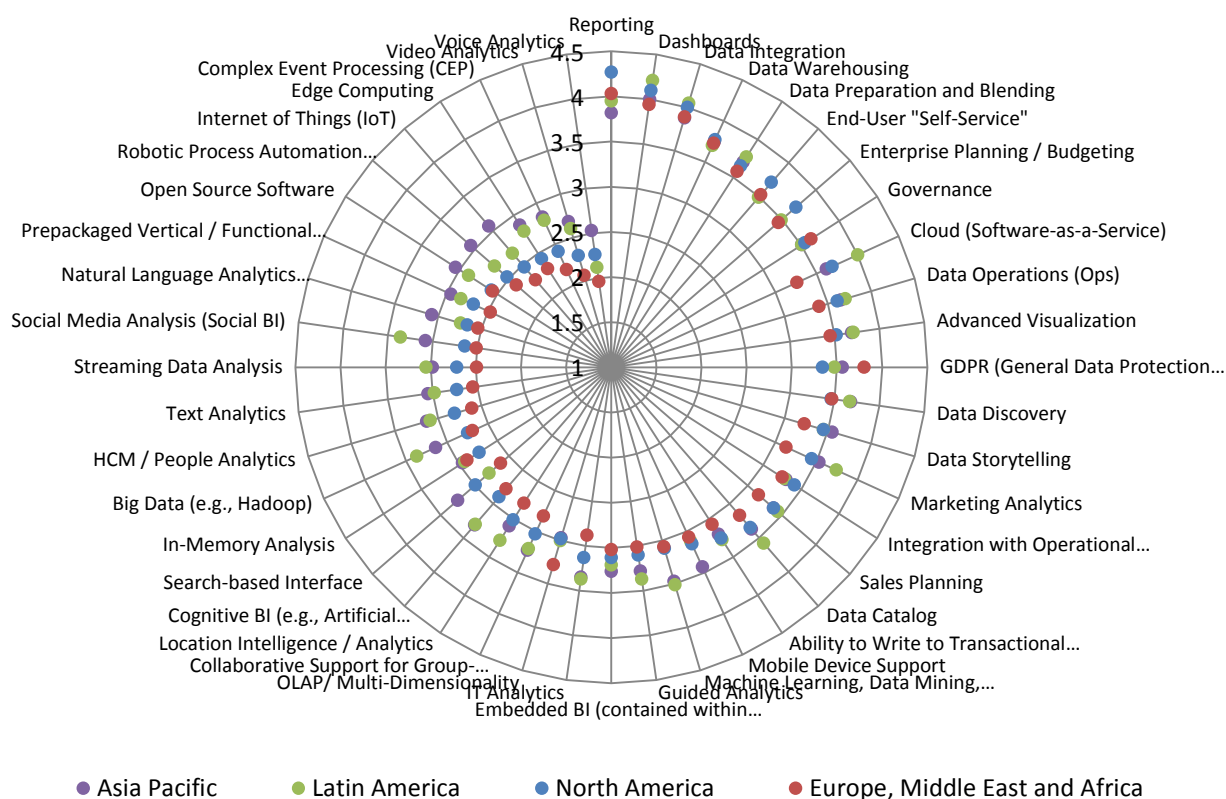 Reporting
Dashboards
Data Integration
Data Warehousing
Data Preparation and Blending
End-User "Self-Service"
Enterprise Planning / Budgeting
Governance
Cloud (Software-as-a-Service)
Data Operations (Ops)
Advanced Visualization
GDPR (General Data Protection...
Data Discovery
Data Storytelling
Marketing Analytics
Integration with Operational...
Sales Planning
Data Catalog
Ability to Write to Transactional...
Mobile Device Support
Machine Learning, Data Mining,...
Guided Analytics
Embedded BI (contained within...
IT Analytics
OLAP/ Multi-Dimensionality
Collaborative Support for Group-...
Location Intelligence / Analytics
Cognitive BI (e.g., Artificial...
Search-based Interface
In-Memory Analysis
Big Data (e.g., Hadoop)
HCM / People Analytics
Text Analytics
Streaming Data Analysis
Social Media Analysis (Social BI)
Natural Language Analytics...
Prepackaged Vertical / Functional...
Open Source Software
Robotic Process Automation...
Internet of Things (IoT)
Edge Computing
Complex Event Processing (CEP)
Video Analytics
Voice Analytics
4.5
4
3.5
3
2.5
2
1.5
1
Asia Pacific
Latin America
North America
Europe, Middle East and Africa